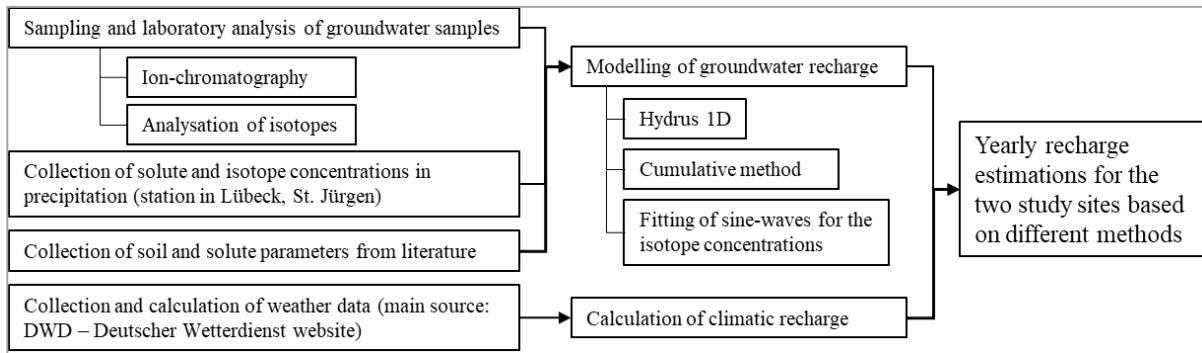 Sampling and laboratory analysis of groundwater samples
Ion-chromatography
Analysation of isotopes
Collection of solute and isotope concentrations in
precipitation (station in Lübeck, St. Jürgen)
Collection of soil and solute parameters from literature
Collection and calculation of weather data (main source:
DWD – Deutscher Wetterdienst website)
Modelling of groundwater recharge
Hydrus 1D
Cumulative method
Fitting of sine-waves for the
isotope concentrations
Calculation of climatic recharge
Yearly recharge
estimations for the
two study sites based
on different methods